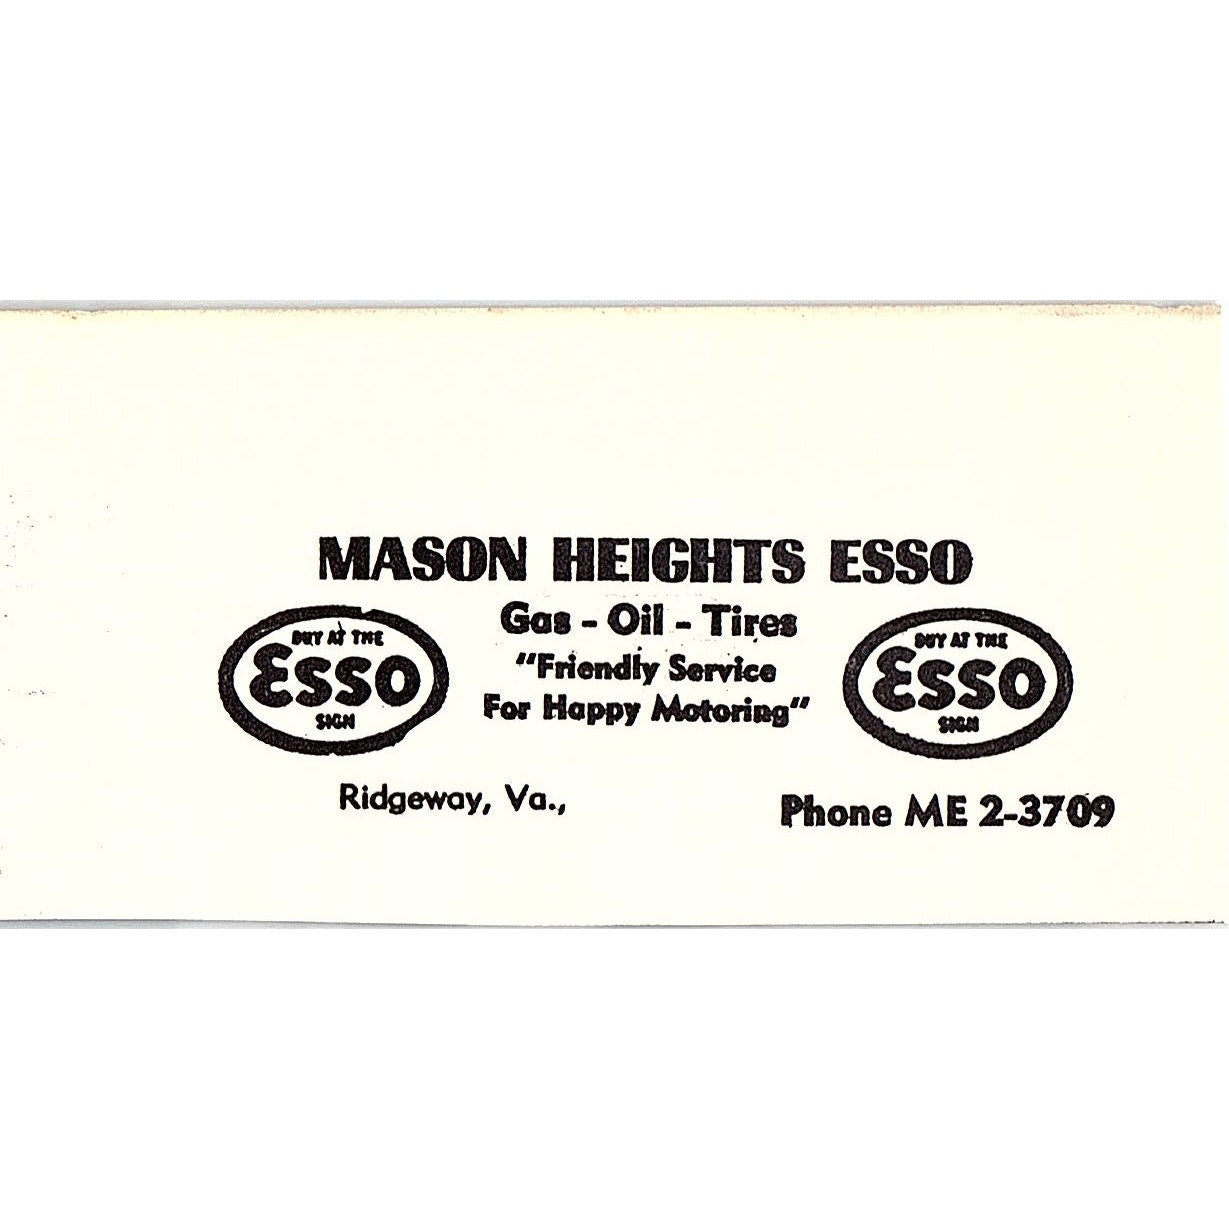 MASON HEIGHTS ESSO
Gas - Oil - Tires
BUY AT THE
Esso
SIGN
"Friendly Service
For Happy Motoring"
BUY AT THE
Esso
SIGN
Ridgeway, Va.,
Phone ME 2-3709